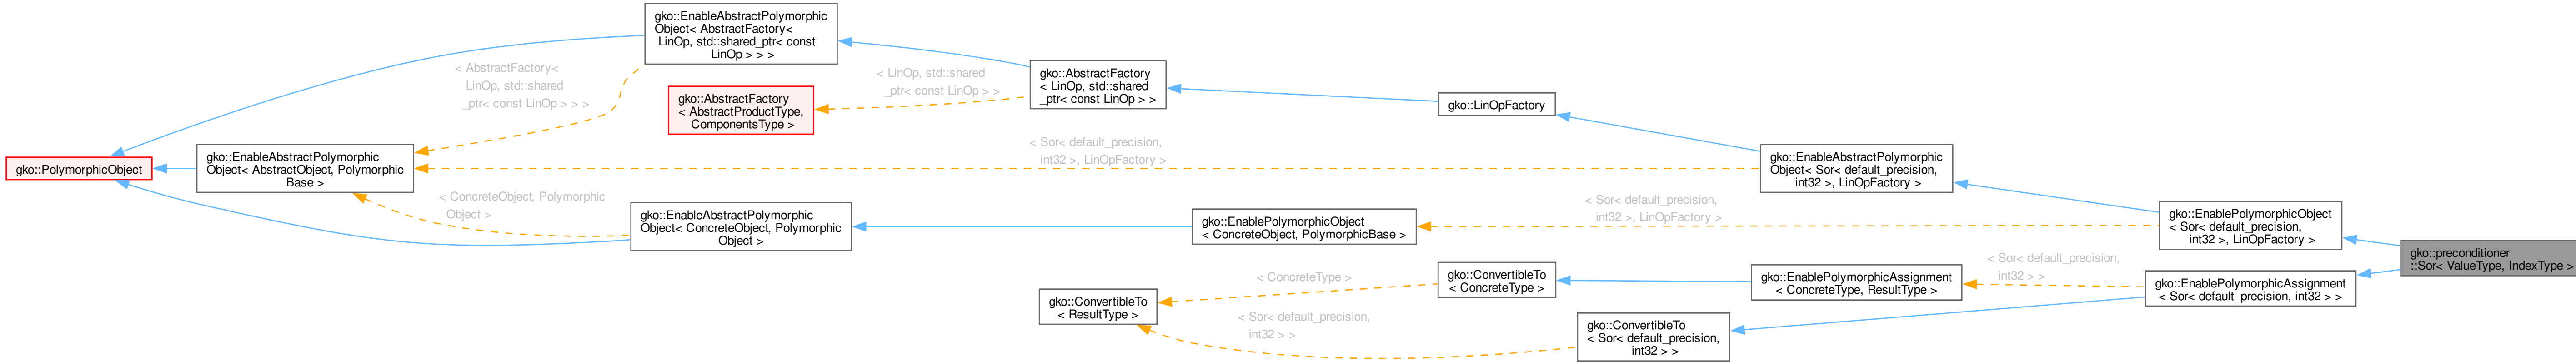 gko::EnableAbstractPolymorphic
Object< AbstractFactory<
LinOp, std::shared_ptr< const
LinOp > > >
< AbstractFactory<
LinOp, std::shared
_ptr< const LinOp > > >
< LinOp, std::shared
_ptr< const LinOp > >
gko::AbstractFactory
< LinOp, std::shared
_ptr< const LinOp > >
gko::AbstractFactory
< AbstractProductType,
ComponentsType >
gko::LinOpFactory
gko::PolymorphicObject
gko::EnableAbstractPolymorphic
Object< AbstractObject, Polymorphic
Base >
< Sor< default_precision,
int32 >, LinOpFactory >
gko::EnableAbstractPolymorphic
Object< Sor< default_precision,
int32 >, LinOpFactory >
< ConcreteObject, Polymorphic
Object >
gko::EnableAbstractPolymorphic
Object< ConcreteObject, Polymorphic
Object >
gko::EnablePolymorphicObject
< ConcreteObject, PolymorphicBase >
< Sor< default_precision,
int32 >, LinOpFactory >
gko::EnablePolymorphicObject
< Sor< default_precision,
int32 >, LinOpFactory >
gko::preconditioner
::Sor< ValueType, IndexType >
gko::ConvertibleTo
< ResultType >
< ConcreteType >
gko::ConvertibleTo
< ConcreteType >
gko::EnablePolymorphicAssignment
< ConcreteType, ResultType >
< Sor< default_precision,
int32 > >
gko::EnablePolymorphicAssignment
< Sor< default_precision, int32 > >
< Sor< default_precision,
int32 > >
gko::ConvertibleTo
< Sor< default_precision,
int32 > >